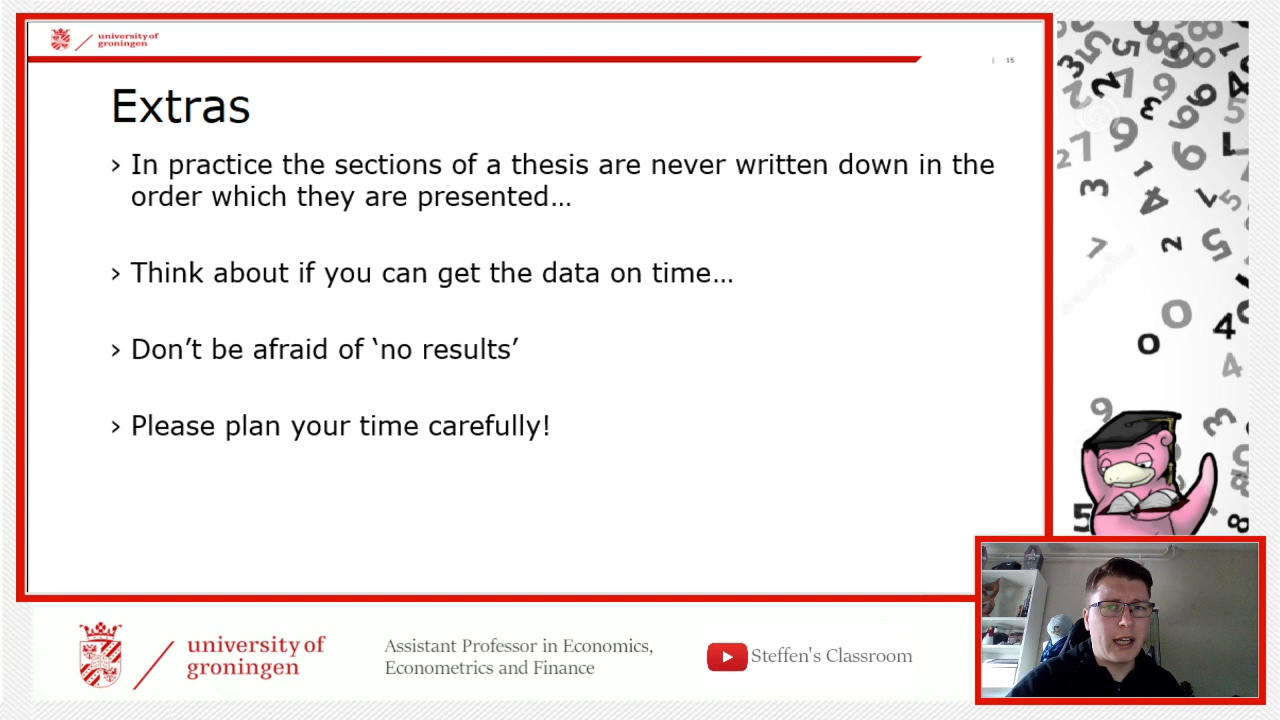 university of
groningen
| 15
Extras
› In practice the sections of a thesis are never written down in the
order which they are presented…
› Think about if you can get the data on time…
› Don’t be afraid of ‘no results’
› Please plan your time carefully!
university of
groningen
Assistant Professor in Economics,
Econometrics and Finance
Steffen's Classroom